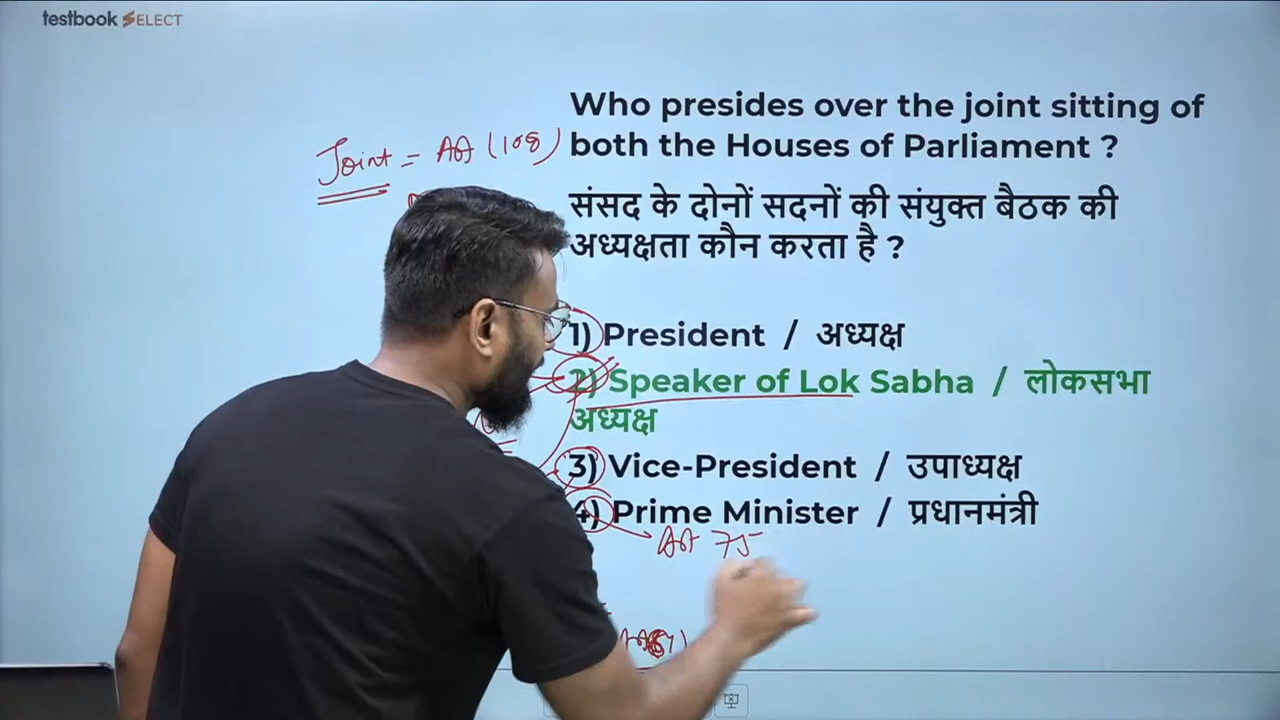 testbook SELECT
Who presides over the joint sitting of
both the Houses of Parliament ?
Joint = Art (108)
संसद के दोनों सदनों की संयुक्त बैठक की
अध्यक्षता कौन करता है ?
1) President / अध्यक्ष
2) Speaker of Lok Sabha / लोकसभा
अध्यक्ष
3) Vice-President / उपाध्यक्ष
4) Prime Minister / प्रधानमंत्री
Art 75